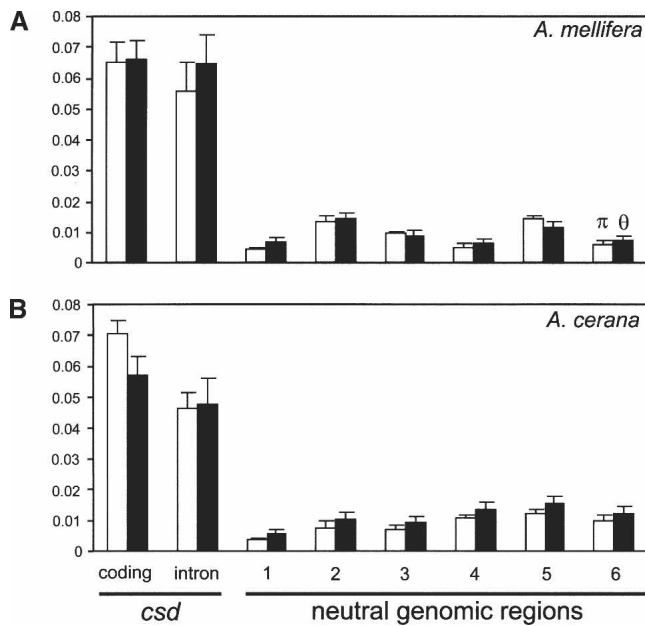 A
A. mellifera
0.08
0.07
0.06
0.05
0.04
0.03
0.02
0.01
0
π θ
B
A. cerana
0.08
0.07
0.06
0.05
0.04
0.03
0.02
0.01
0
coding intron 1 2 3 4 5 6
csd neutral genomic regions